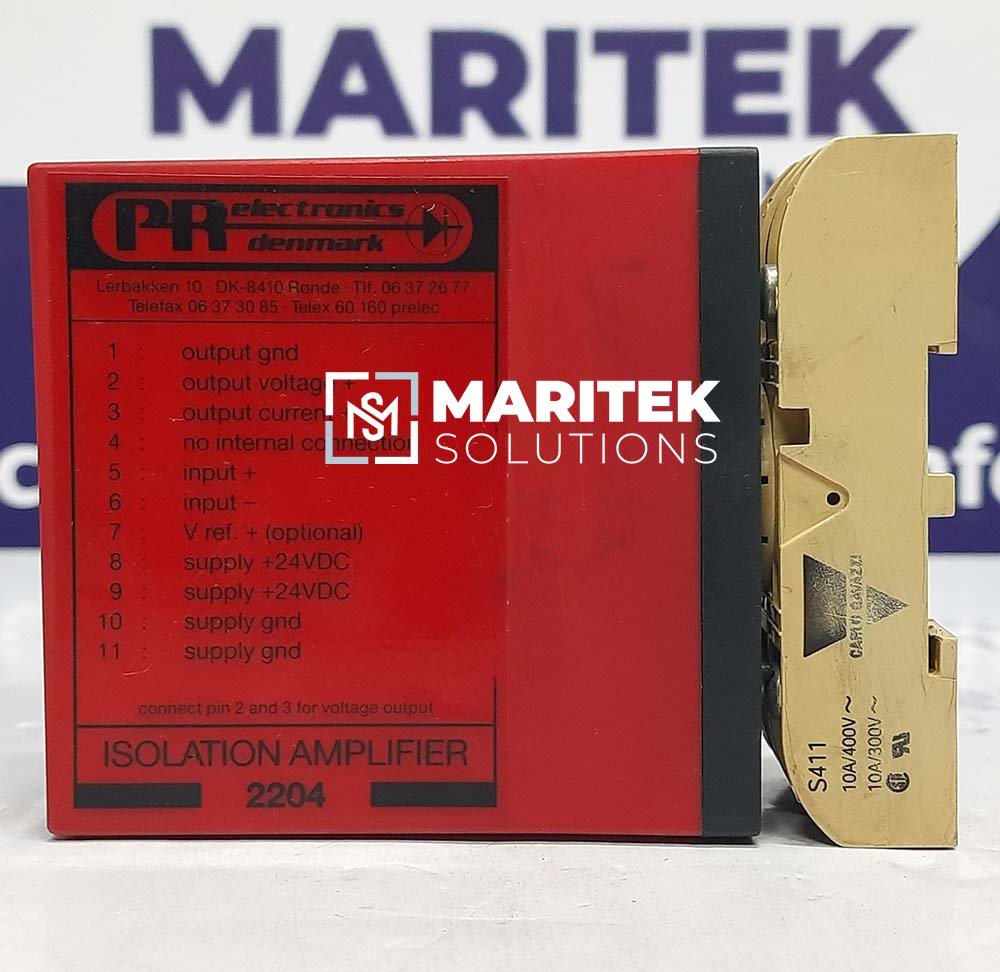 MARITEK
PR electronics
denmark
Lerbakken 10 · DK-8410 Rønde · Tlf. 06 37 26 77
Telefax 06 37 30 85 · Telex 60 160 prelec
1 : output gnd
2 : output voltage +
3 : output current +
4 : no internal connection
5 : input +
6 : input –
7 : V ref. + (optional)
8 : supply +24VDC
9 : supply +24VDC
10 : supply gnd
11 : supply gnd
connect pin 2 and 3 for voltage output
ISOLATION AMPLIFIER
2204
SM MARITEK
SOLUTIONS
CARLO GAVAZZI
S411
10A/400V~
10A/300V~